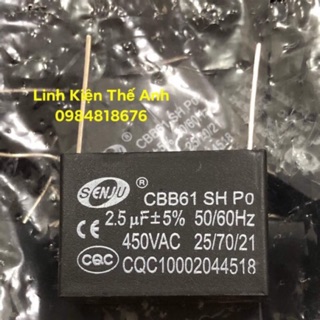 Linh Kiện Thế Anh
0984818676
SENJU ® CBB61 SH P0
2.5 µF±5% 50/60Hz
CE 450VAC 25/70/21
CQC CQC10002044518